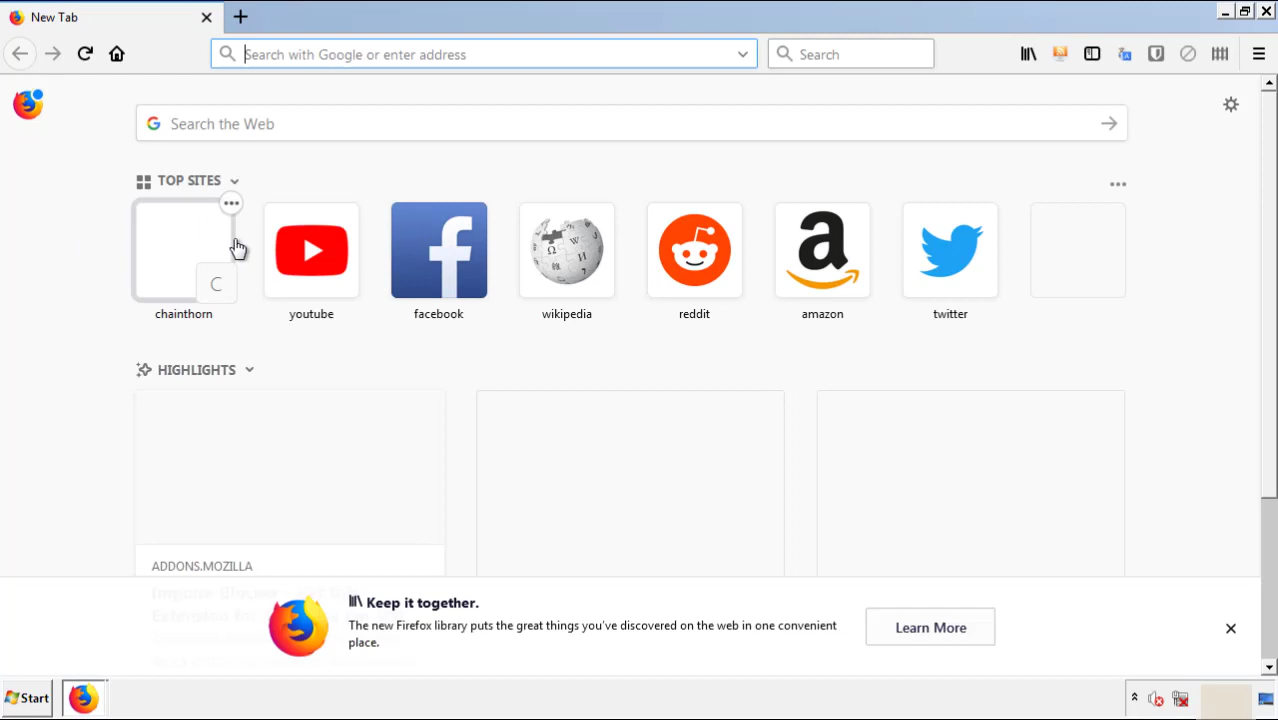 New Tab
Search with Google or enter address
Search
Search the Web
TOP SITES
C
chainthorn
youtube
facebook
wikipedia
reddit
amazon
twitter
HIGHLIGHTS
ADDONS.MOZILLA
Keep it together.
The new Firefox library puts the great things you've discovered on the web in one convenient
place.
Learn More
Start